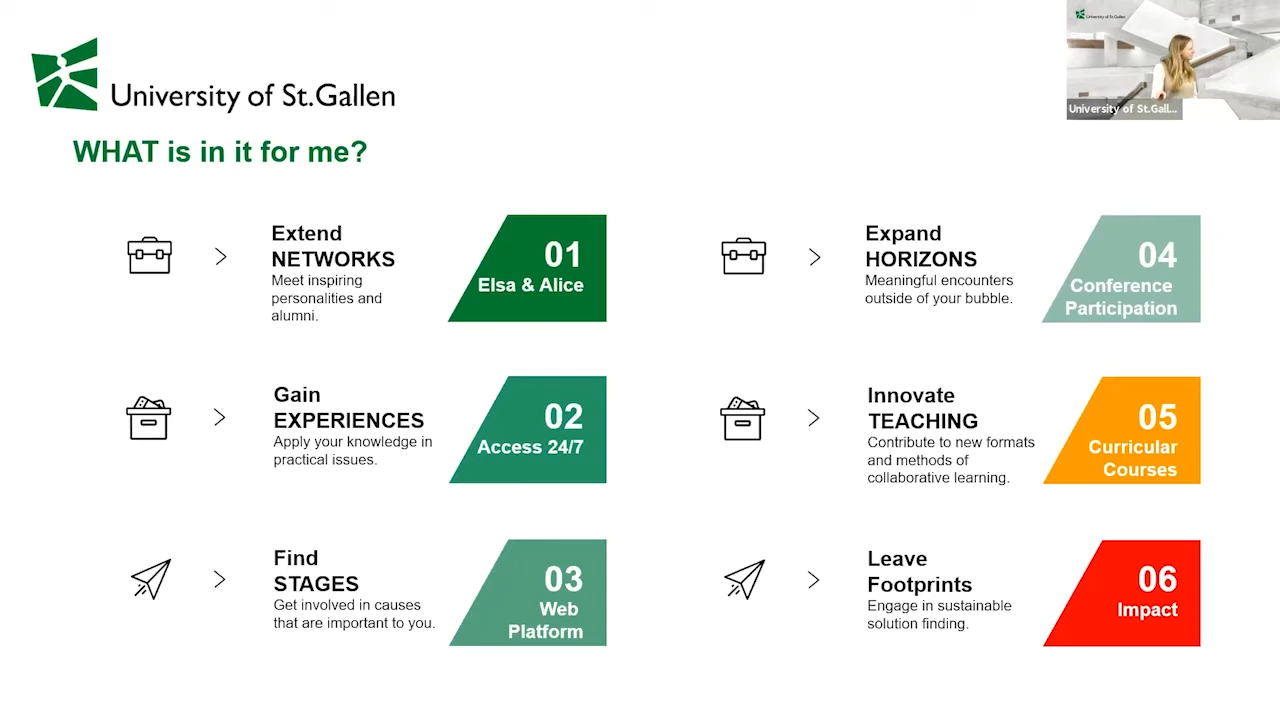 University of St.Gallen
WHAT is in it for me?
Extend
NETWORKS
Meet inspiring
personalities and
alumni.
01
Elsa & Alice
Gain
EXPERIENCES
Apply your knowledge in
practical issues.
02
Access 24/7
Find
STAGES
Get involved in causes
that are important to you.
03
Web
Platform
Expand
HORIZONS
Meaningful encounters
outside of your bubble.
04
Conference
Participation
Innovate
TEACHING
Contribute to new formats
and methods of
collaborative learning.
05
Curricular
Courses
Leave
Footprints
Engage in sustainable
solution finding.
06
Impact
University of St.Gallen
University of St.Gall...